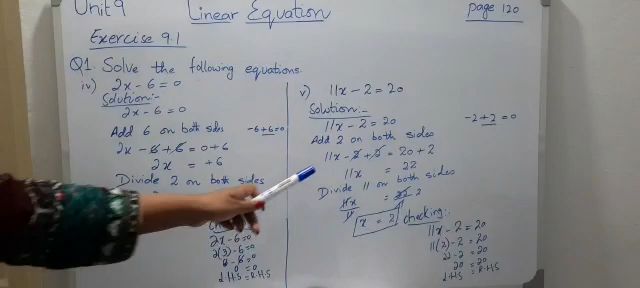 Unit 9 Linear Equation page 120
Exercise 9.1
Q1. Solve the following equations.
iv) 2x - 6 = 0
Solution:-
2x - 6 = 0
Add 6 on both sides -6+6=0
2x - 6 + 6 = 0+6
2x = +6
Divide 2 on both sides
2x-6=0
2(3)-6=0
6-6=0
0=0
L.H.S = R.H.S
v) 11x - 2 = 20
Solution:-
11x - 2 = 20
Add 2 on both sides -2+2=0
11x - 2 + 2 = 20 + 2
11x = 22
Divide 11 on both sides
11x/11 = 22/11 2
x = 2
checking:-
11x - 2 = 20
11(2) - 2 = 20
22 - 2 = 20
20 = 20
L.H.S = R.H.S